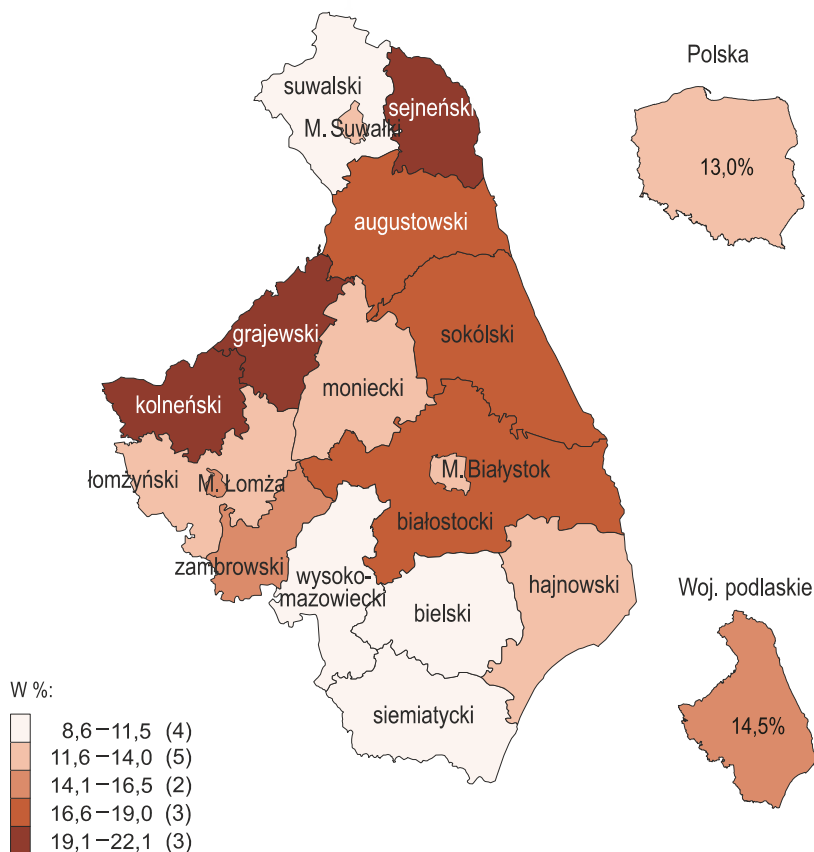 Polska
suwalski
sejneński
M. Suwałki
13,0%
augustowski
grajewski
sokólski
moniecki
kolneński
łomżyński
M. Łomża
M. Białystok
białostocki
zambrowski
wysoko-
mazowiecki
hajnowski
bielski
Woj. podlaskie
siemiatycki
14,5%
W %:
8,6–11,5 (4)
11,6–14,0 (5)
14,1–16,5 (2)
16,6–19,0 (3)
19,1–22,1 (3)